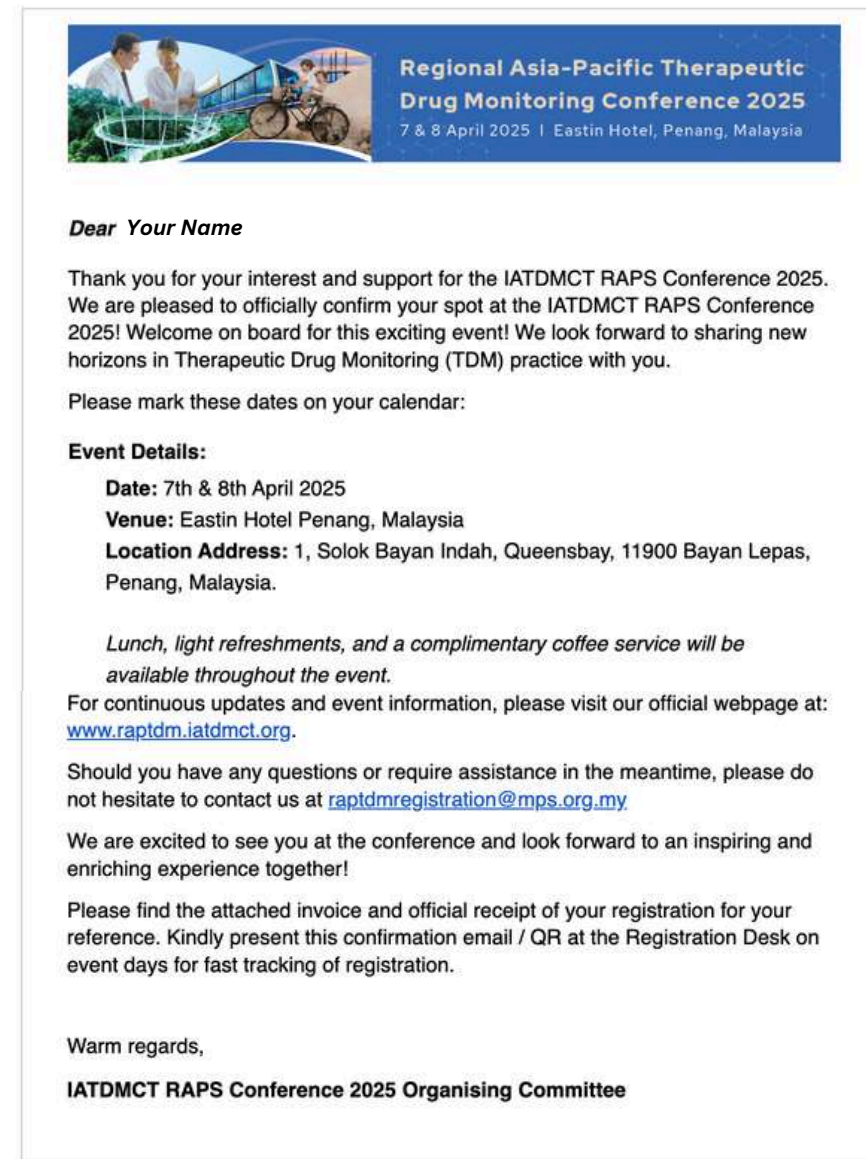 Regional Asia-Pacific Therapeutic
Drug Monitoring Conference 2025
7 & 8 April 2025 I Eastin Hotel, Penang, Malaysia
Dear Your Name
Thank you for your interest and support for the IATDMCT RAPS Conference 2025.
We are pleased to officially confirm your spot at the IATDMCT RAPS Conference
2025! Welcome on board for this exciting event! We look forward to sharing new
horizons in Therapeutic Drug Monitoring (TDM) practice with you.
Please mark these dates on your calendar:
Event Details:
Date: 7th & 8th April 2025
Venue: Eastin Hotel Penang, Malaysia
Location Address: 1, Solok Bayan Indah, Queensbay, 11900 Bayan Lepas,
Penang, Malaysia.
Lunch, light refreshments, and a complimentary coffee service will be
available throughout the event.
For continuous updates and event information, please visit our official webpage at:
www.raptdm.iatdmct.org.
Should you have any questions or require assistance in the meantime, please do
not hesitate to contact us at raptdmregistration@mps.org.my
We are excited to see you at the conference and look forward to an inspiring and
enriching experience together!
Please find the attached invoice and official receipt of your registration for your
reference. Kindly present this confirmation email / QR at the Registration Desk on
event days for fast tracking of registration.
Warm regards,
IATDMCT RAPS Conference 2025 Organising Committee